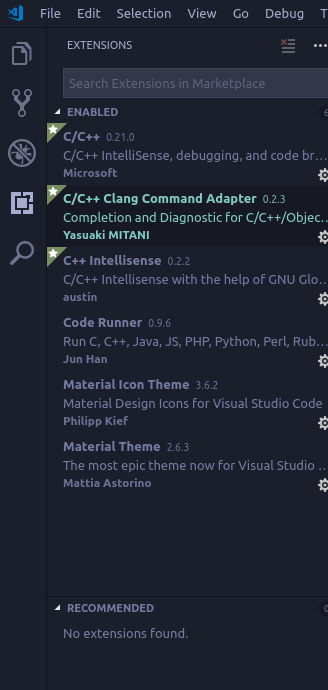 File Edit Selection View Go Debug T
EXTENSIONS
Search Extensions in Marketplace
ENABLED
C/C++ 0.21.0
C/C++ IntelliSense, debugging, and code br...
Microsoft
C/C++ Clang Command Adapter 0.2.3
Completion and Diagnostic for C/C++/Objec...
Yasuaki MITANI
C++ Intellisense 0.2.2
C/C++ Intellisense with the help of GNU Glo...
austin
Code Runner 0.9.6
Run C, C++, Java, JS, PHP, Python, Perl, Rub...
Jun Han
Material Icon Theme 3.6.2
Material Design Icons for Visual Studio Code
Philipp Kief
Material Theme 2.6.3
The most epic theme now for Visual Studio ...
Mattia Astorino
RECOMMENDED
No extensions found.